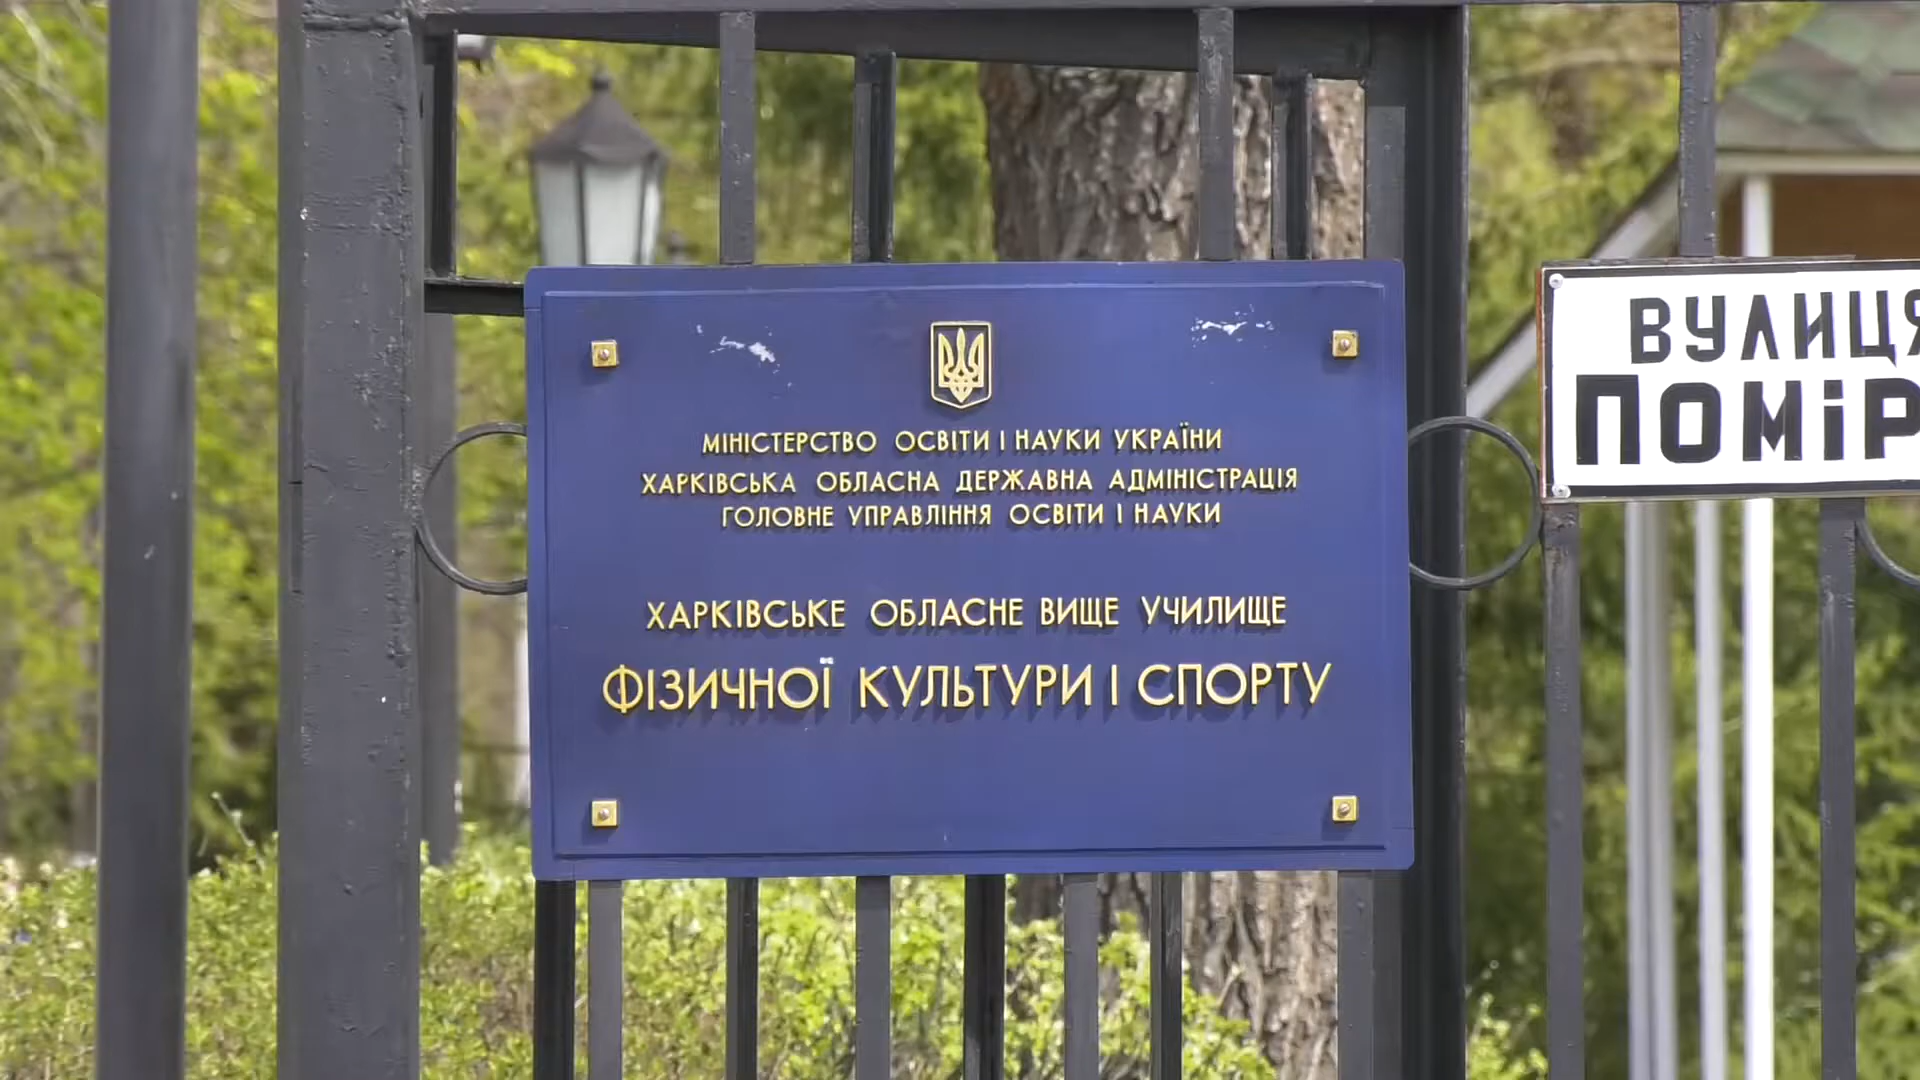 МІНІСТЕРСТВО ОСВІТИ І НАУКИ УКРАЇНИ
ХАРКІВСЬКА ОБЛАСНА ДЕРЖАВНА АДМІНІСТРАЦІЯ
ГОЛОВНЕ УПРАВЛІННЯ ОСВІТИ І НАУКИ
ХАРКІВСЬКЕ ОБЛАСНЕ ВИЩЕ УЧИЛИЩЕ
ФІЗИЧНОЇ КУЛЬТУРИ І СПОРТУ
ВУЛИЦЯ
ПОМІР